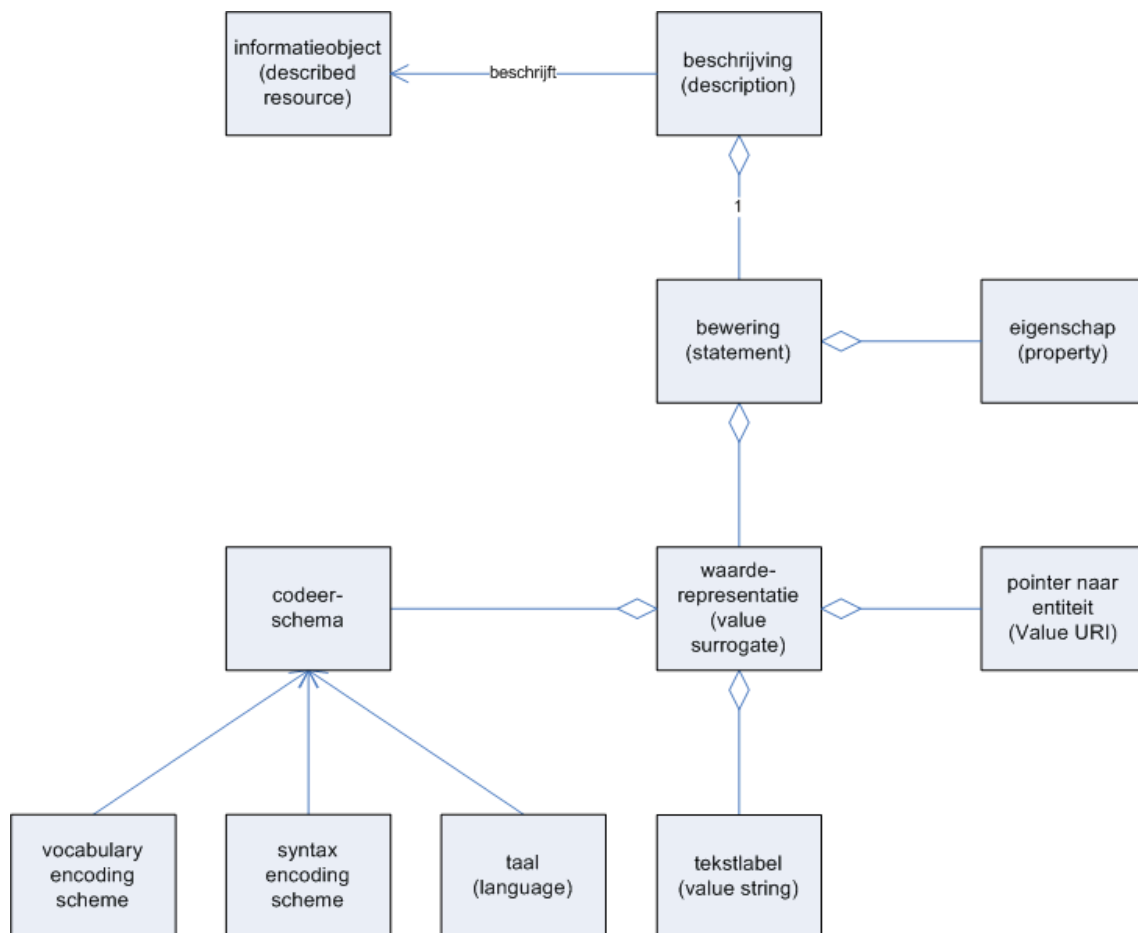 informatieobject
(described
resource)
beschrijft
beschrijving
(description)
1
bewering
(statement)
eigenschap
(property)
codeer-
schema
waarde-
representatie
(value
surrogate)
pointer naar
entiteit
(Value URI)
vocabulary
encoding
scheme
syntax
encoding
scheme
taal
(language)
tekstlabel
(value string)